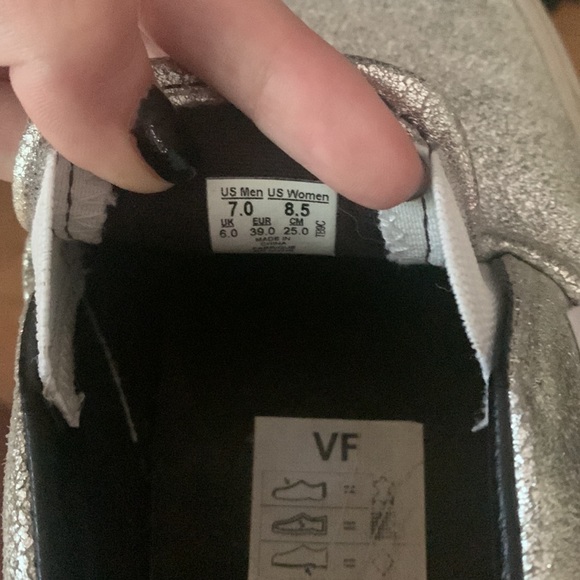 US Men US Women
7.0 8.5
UK EUR CM
6.0 39.0 25.0
MADE IN
CHINA
VF